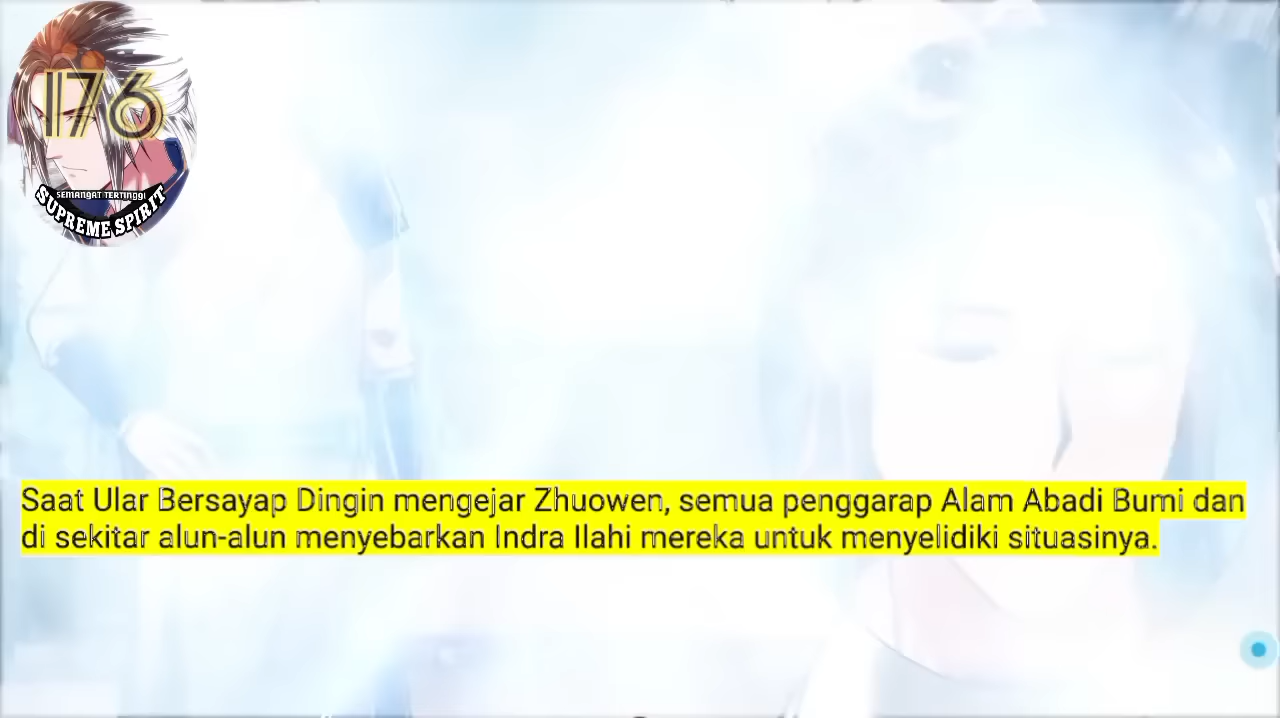 176
SEMANGAT TERTINGGI
SUPREME SPIRIT
Saat Ular Bersayap Dingin mengejar Zhuowen, semua penggarap Alam Abadi Bumi dan
di sekitar alun-alun menyebarkan Indra Ilahi mereka untuk menyelidiki situasinya.